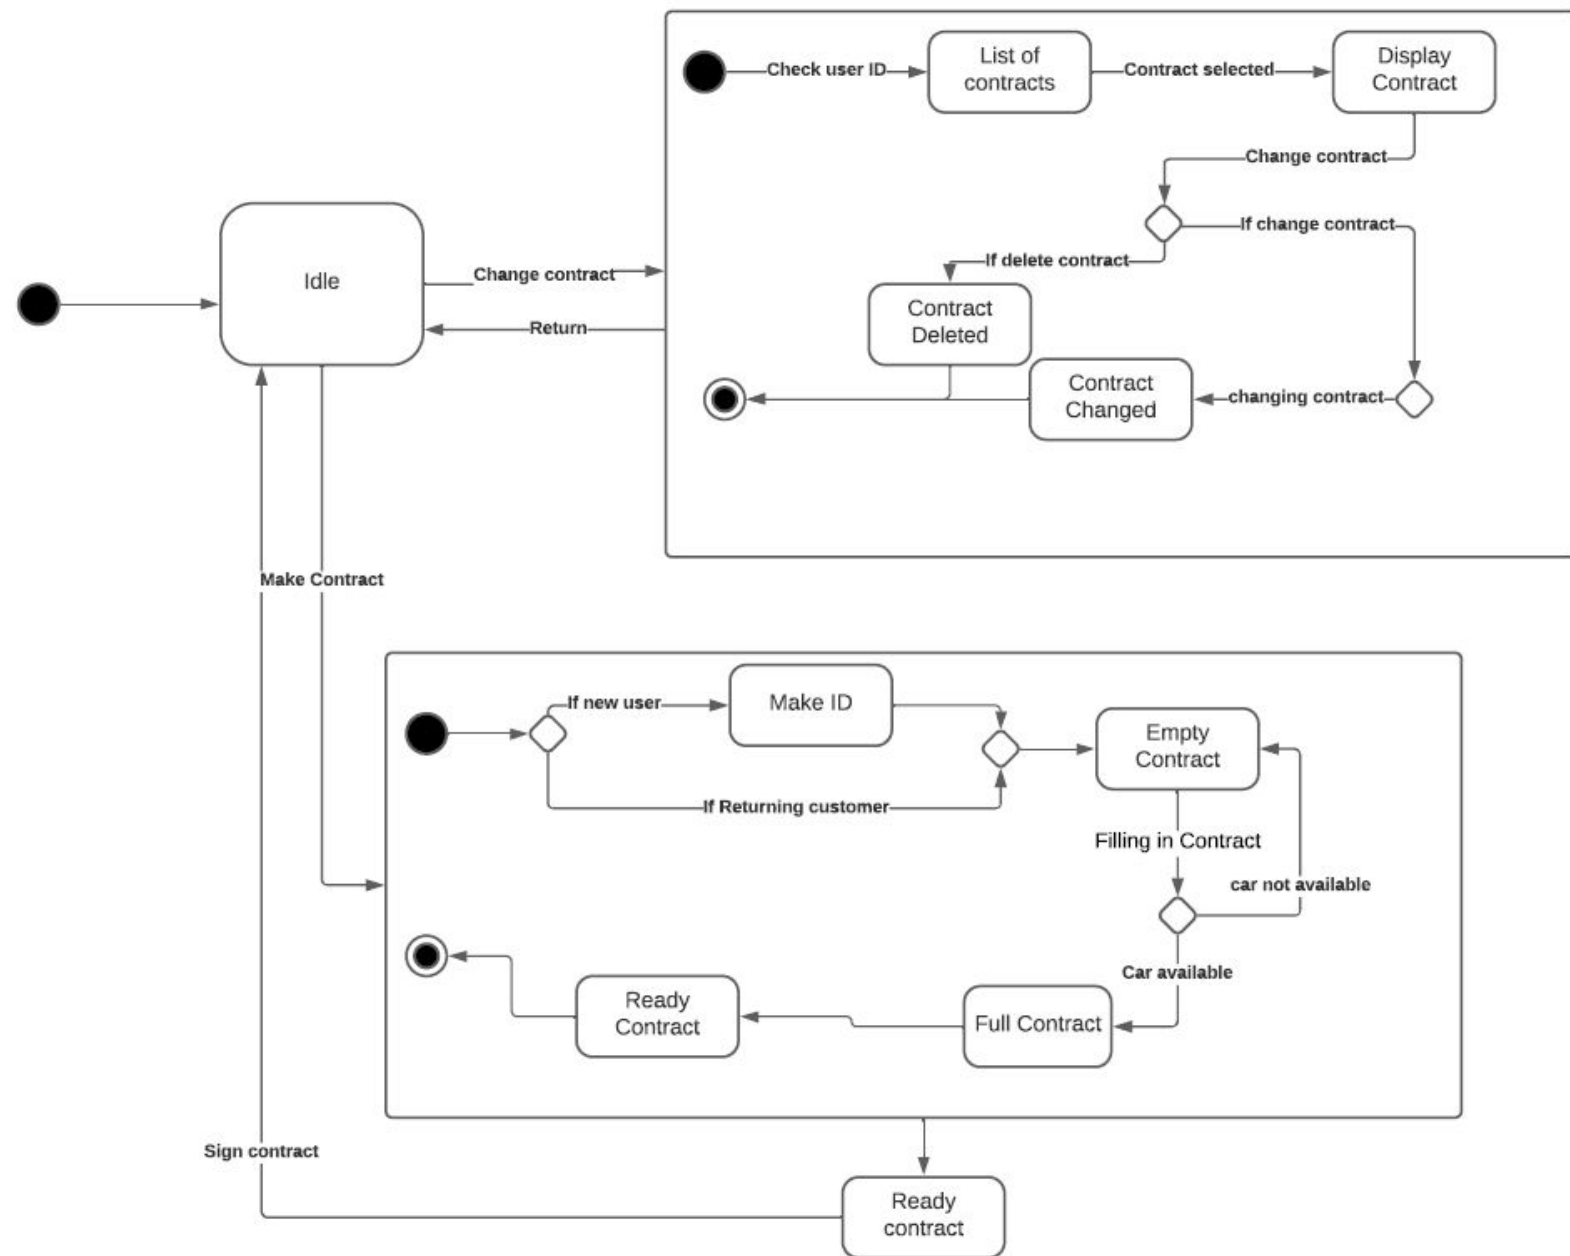 Check user ID
List of
contracts
Contract selected
Display
Contract
Change contract
If change contract
If delete contract
Idle
Change contract
Contract
Deleted
Return
Contract
Changed
changing contract
Make Contract
If new user
Make ID
Empty
Contract
If Returning customer
Filling in Contract
car not available
Car available
Ready
Contract
Full Contract
Sign contract
Ready
contract